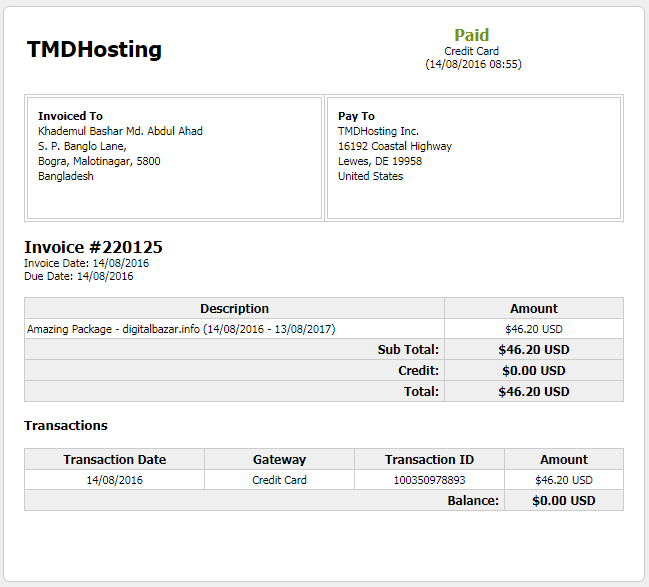 TMDHosting
Paid
Credit Card
(14/08/2016 08:55)
Invoiced To
Khademul Bashar Md. Abdul Ahad
S. P. Banglo Lane,
Bogra, Malotinagar, 5800
Bangladesh
Pay To
TMDHosting Inc.
16192 Coastal Highway
Lewes, DE 19958
United States
Invoice #220125
Invoice Date: 14/08/2016
Due Date: 14/08/2016
Description Amount
Amazing Package - digitalbazar.info (14/08/2016 - 13/08/2017) $46.20 USD
Sub Total: $46.20 USD
Credit: $0.00 USD
Total: $46.20 USD
Transactions
Transaction Date Gateway Transaction ID Amount
14/08/2016 Credit Card 100350978893 $46.20 USD
Balance: $0.00 USD